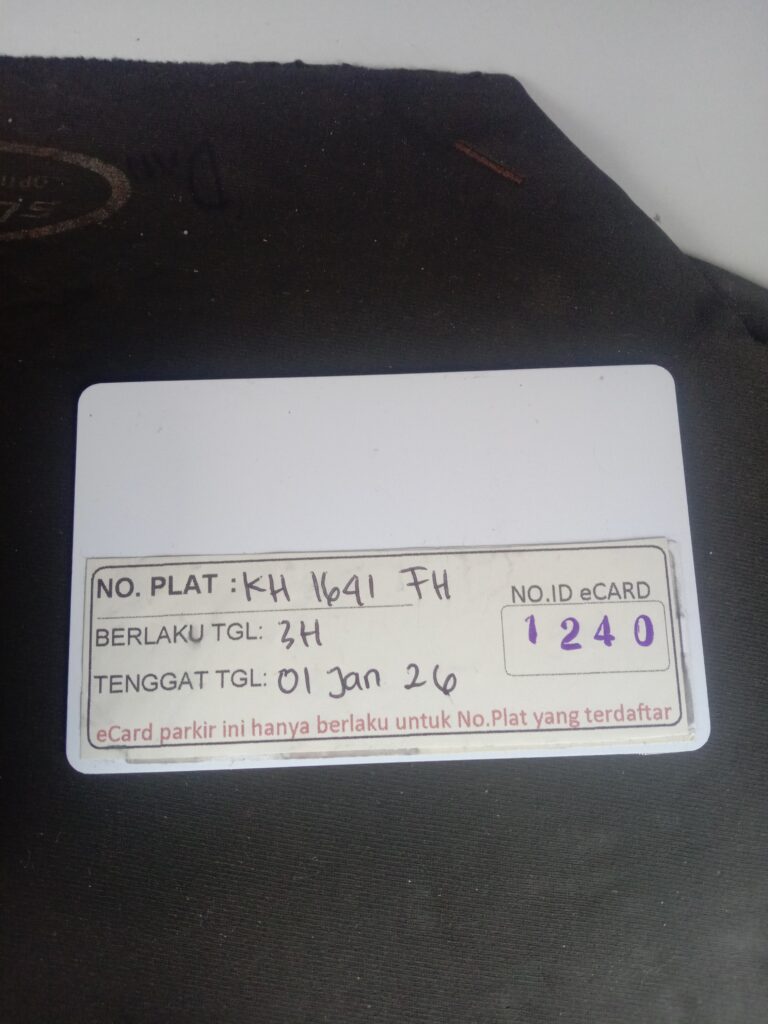 NO. PLAT : KH 1641 FH
NO.ID eCARD
BERLAKU TGL: 3H
1240
TENGGAT TGL: 01 Jan 26
eCard parkir ini hanya berlaku untuk No.Plat yang terdaftar